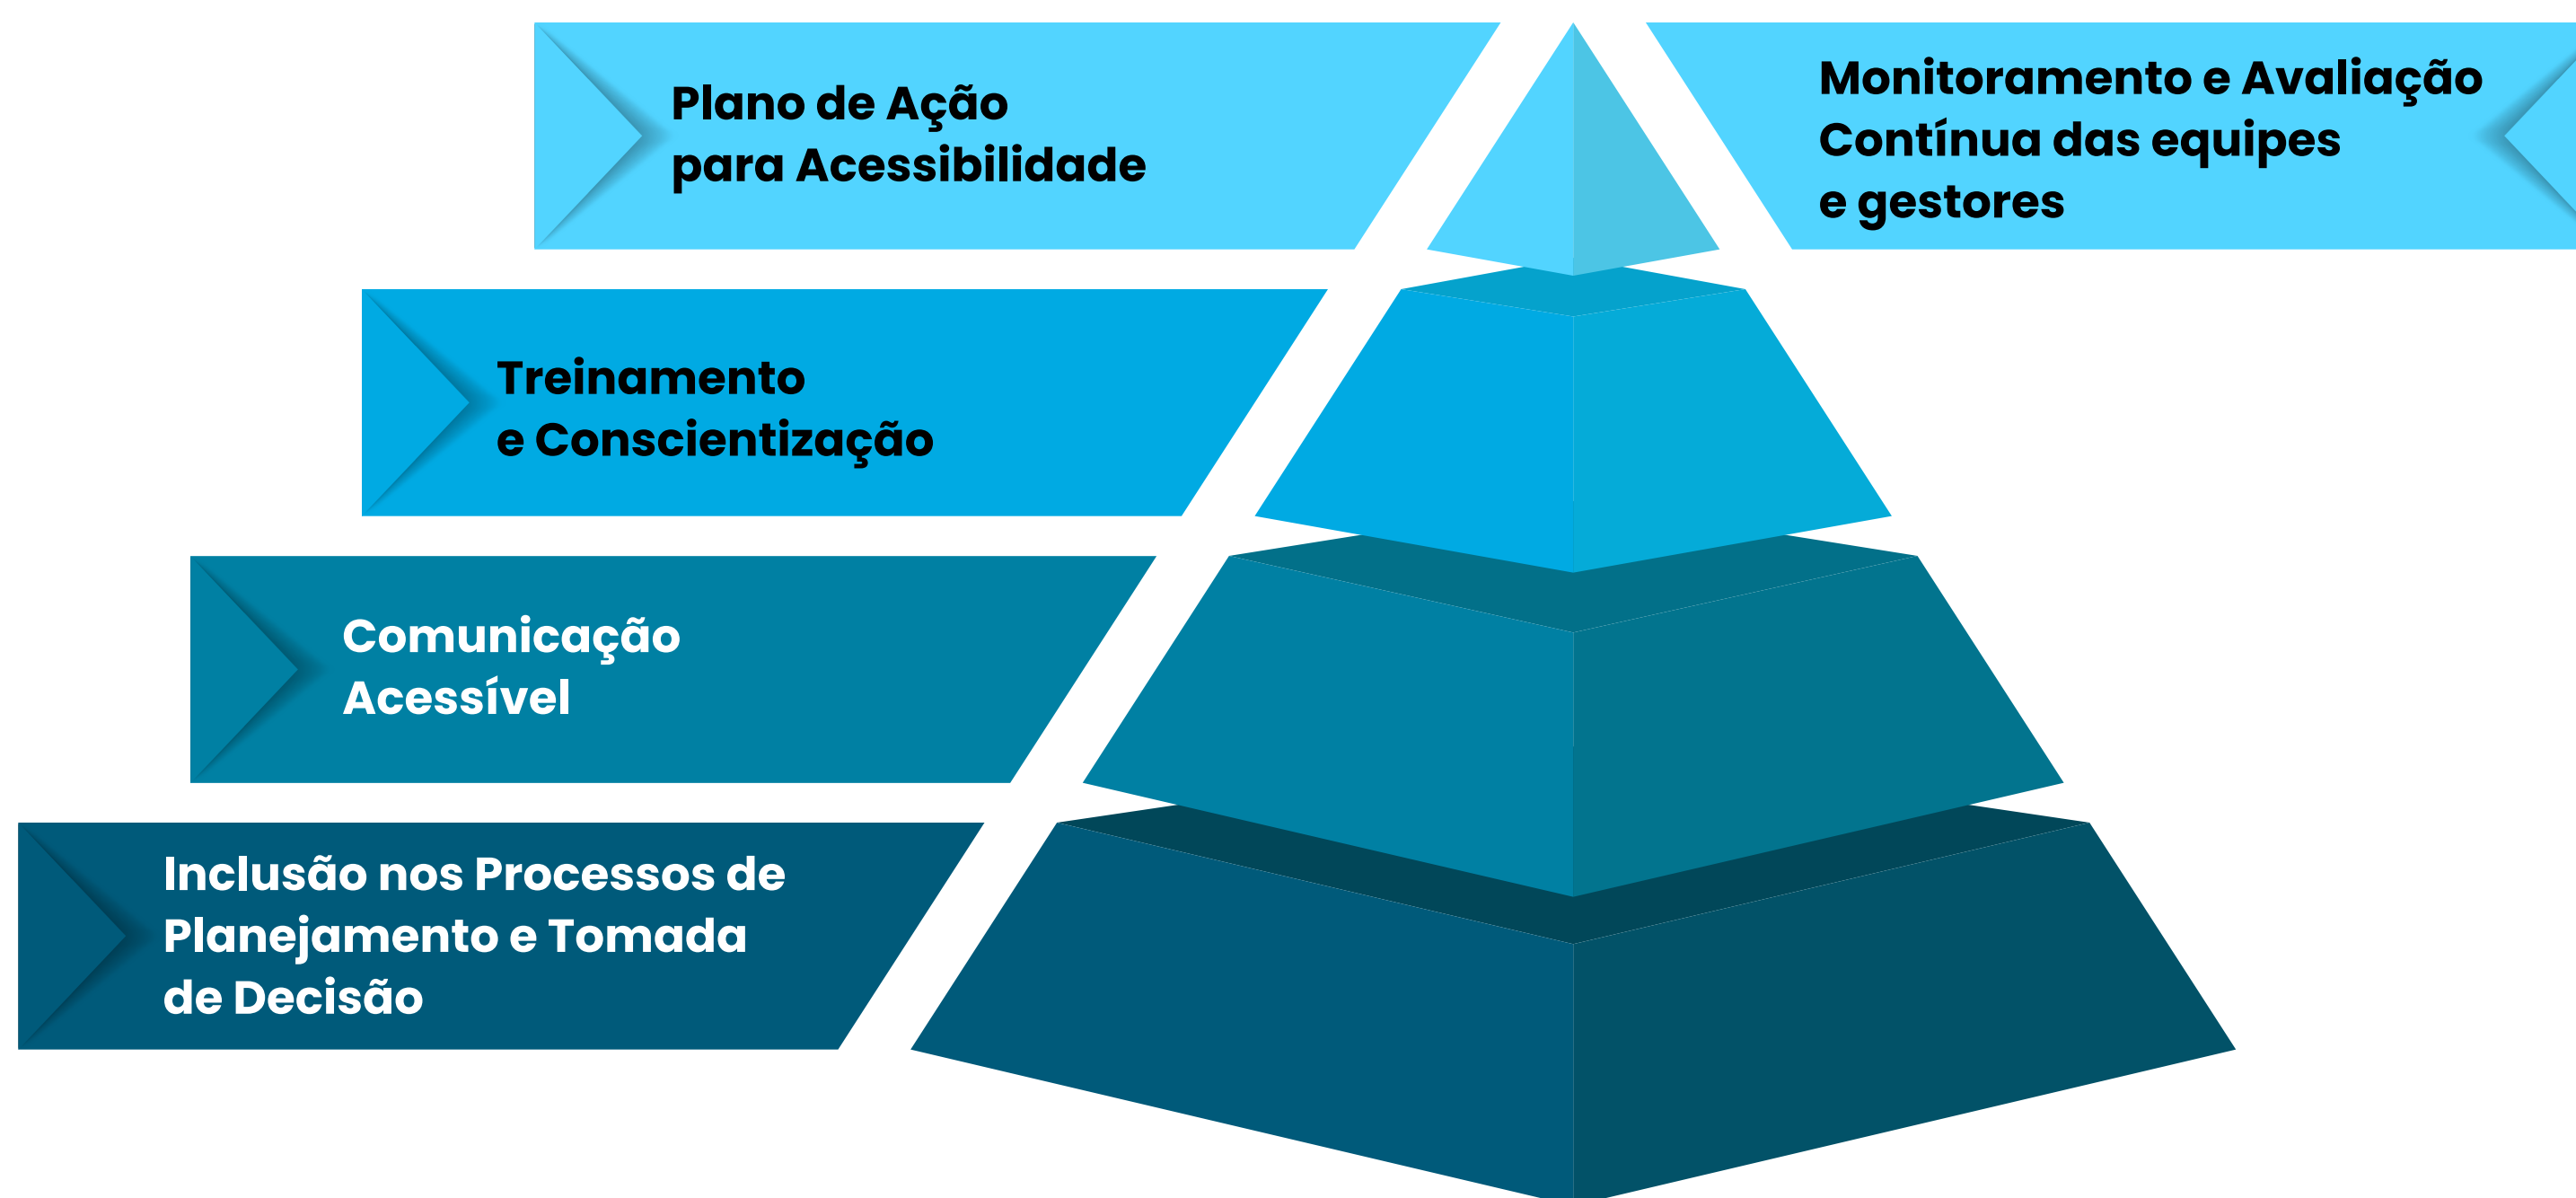 Plano de Ação
para Acessibilidade
Monitoramento e Avaliação
Contínua das equipes
e gestores
Treinamento
e Conscientização
Comunicação
Acessível
Inclusão nos Processos de
Planejamento e Tomada
de Decisão